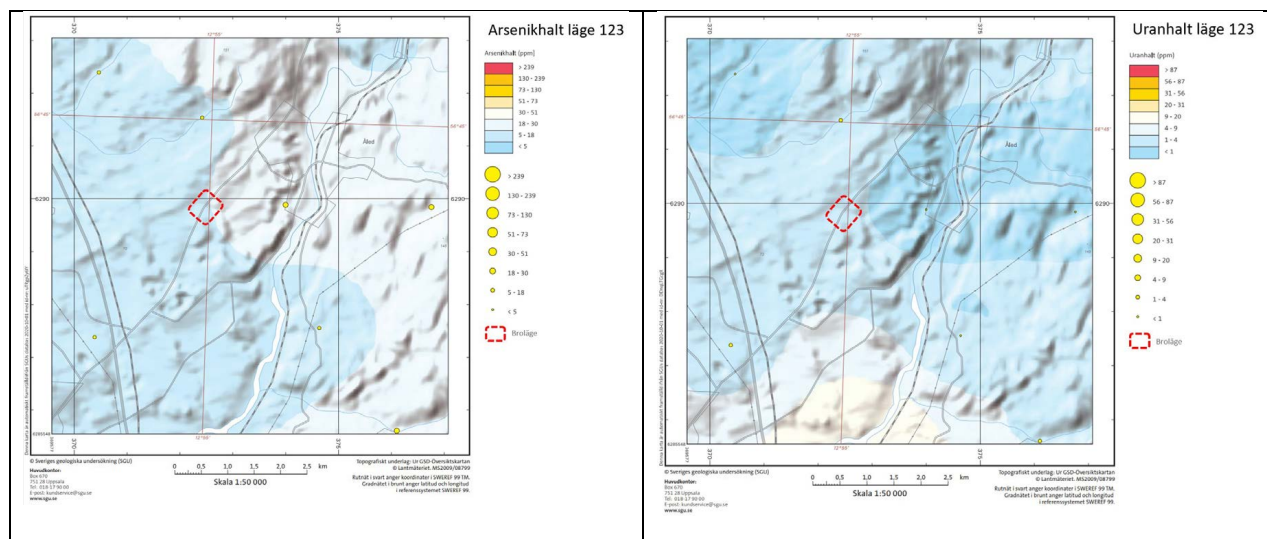 Arsenikhalt läge 123
Arsenikhalt (ppm)
> 239
130 - 239
73 - 130
51 - 73
30 - 51
18 - 30
5 - 18
< 5
> 239
130 - 239
73 - 130
51 - 73
30 - 51
18 - 30
5 - 18
< 5
Broläge
370
375
6290
6290
Åled
370
375
© Sveriges geologiska undersökning (SGU)
Huvudkontor:
Box 670
751 28 Uppsala
Tel: 018-17 90 00
E-post: kundservice@sgu.se
www.sgu.se
0 0,5 1,0 1,5 2,0 2,5 km
Skala 1:50 000
Topografiskt underlag: Ur GSD-Översiktskartan
© Lantmäteriet. MS2009/08799
Rutnät i svart anger koordinater i SWEREF 99 TM.
Gradnätet i brunt anger latitud och longitud
i referenssystemet SWEREF 99.
Uranhalt läge 123
Uranhalt (ppm)
> 87
56 - 87
31 - 56
20 - 31
9 - 20
4 - 9
1 - 4
< 1
> 87
56 - 87
31 - 56
20 - 31
9 - 20
4 - 9
1 - 4
< 1
Broläge
370
375
6290
6290
Åled
370
375
© Sveriges geologiska undersökning (SGU)
Huvudkontor:
Box 670
751 28 Uppsala
Tel: 018-17 90 00
E-post: kundservice@sgu.se
www.sgu.se
0 0,5 1,0 1,5 2,0 2,5 km
Skala 1:50 000
Topografiskt underlag: Ur GSD-Översiktskartan
© Lantmäteriet. MS2009/08799
Rutnät i svart anger koordinater i SWEREF 99 TM.
Gradnätet i brunt anger latitud och longitud
i referenssystemet SWEREF 99.